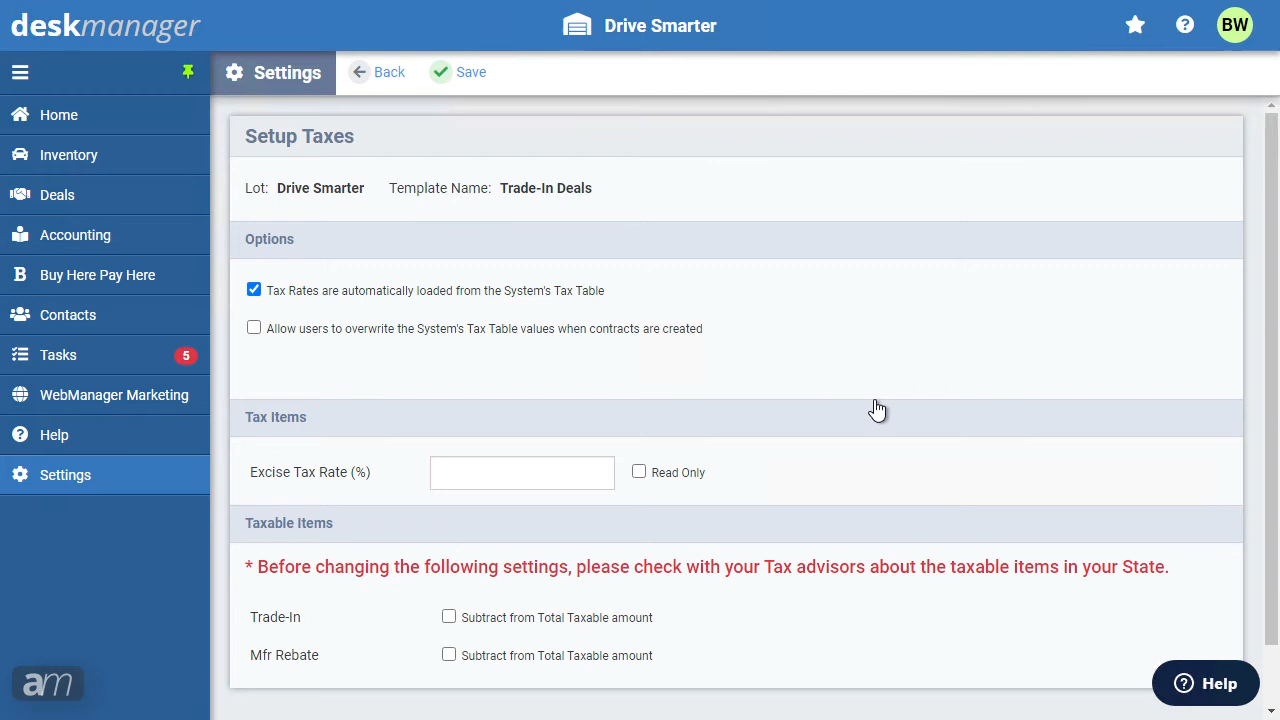 deskmanager
Drive Smarter
BW
Settings
Back
Save
Home
Inventory
Deals
Accounting
Buy Here Pay Here
Contacts
Tasks
5
WebManager Marketing
Help
Settings
am
Setup Taxes
Lot: Drive Smarter Template Name: Trade-In Deals
Options
Tax Rates are automatically loaded from the System's Tax Table
Allow users to overwrite the System's Tax Table values when contracts are created
Tax Items
Excise Tax Rate (%) Read Only
Taxable Items
* Before changing the following settings, please check with your Tax advisors about the taxable items in your State.
Trade-In Subtract from Total Taxable amount
Mfr Rebate Subtract from Total Taxable amount
Help